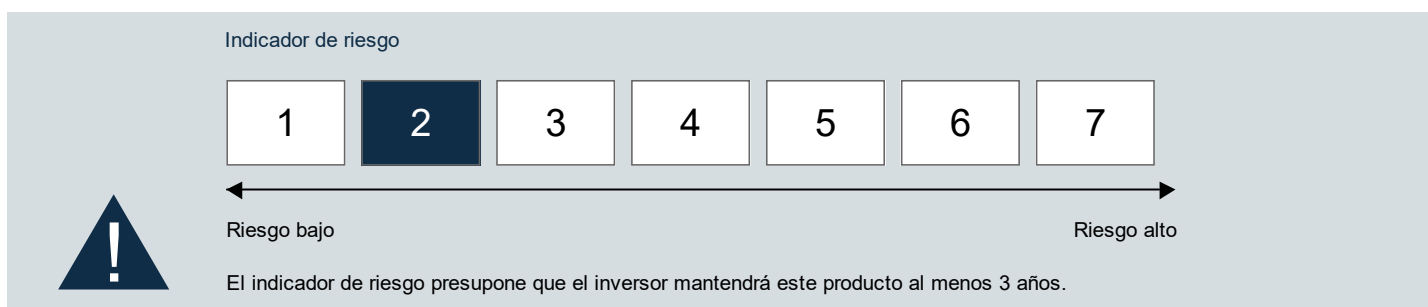 Indicador de riesgo
1 2 3 4 5 6 7
Riesgo bajo Riesgo alto
!
El indicador de riesgo presupone que el inversor mantendrá este producto al menos 3 años.